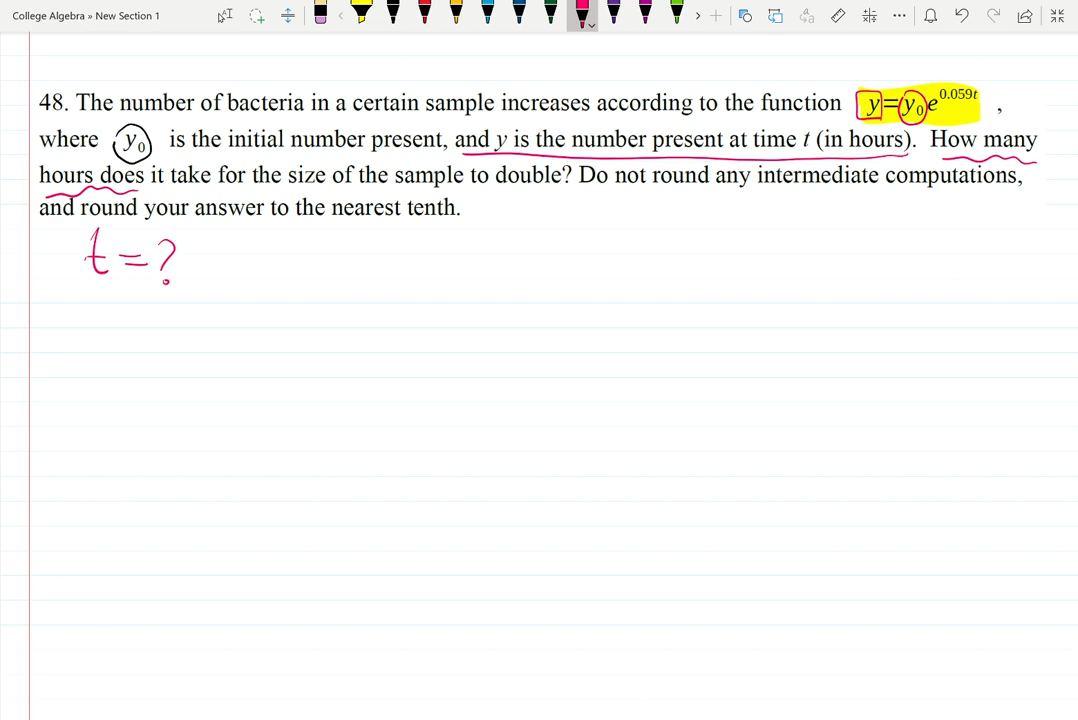 College Algebra » New Section 1
48. The number of bacteria in a certain sample increases according to the function y=y₀e^0.059t ,
where y₀ is the initial number present, and y is the number present at time t (in hours). How many
hours does it take for the size of the sample to double? Do not round any intermediate computations,
and round your answer to the nearest tenth.
t = ?